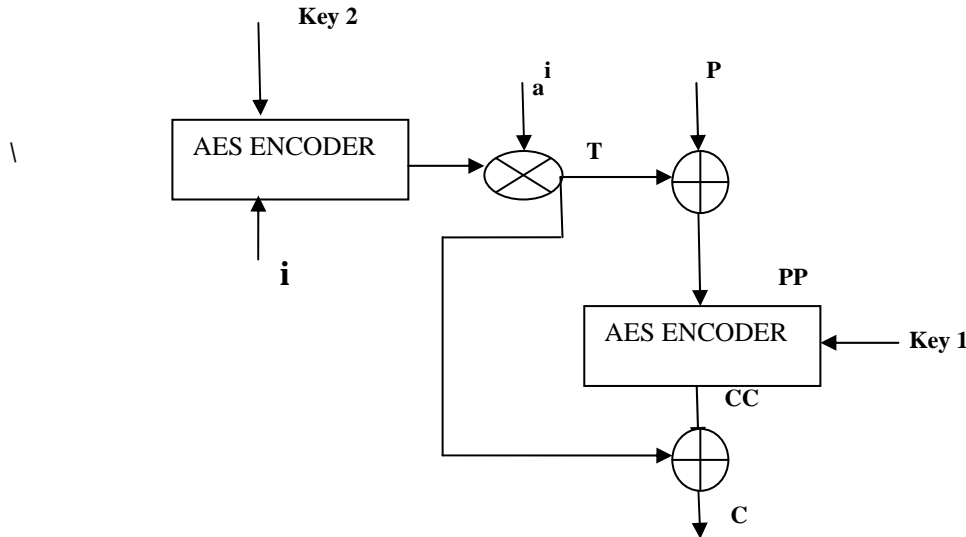 Key 2
a^i
P
\
AES ENCODER
T
i
PP
AES ENCODER
Key 1
CC
C